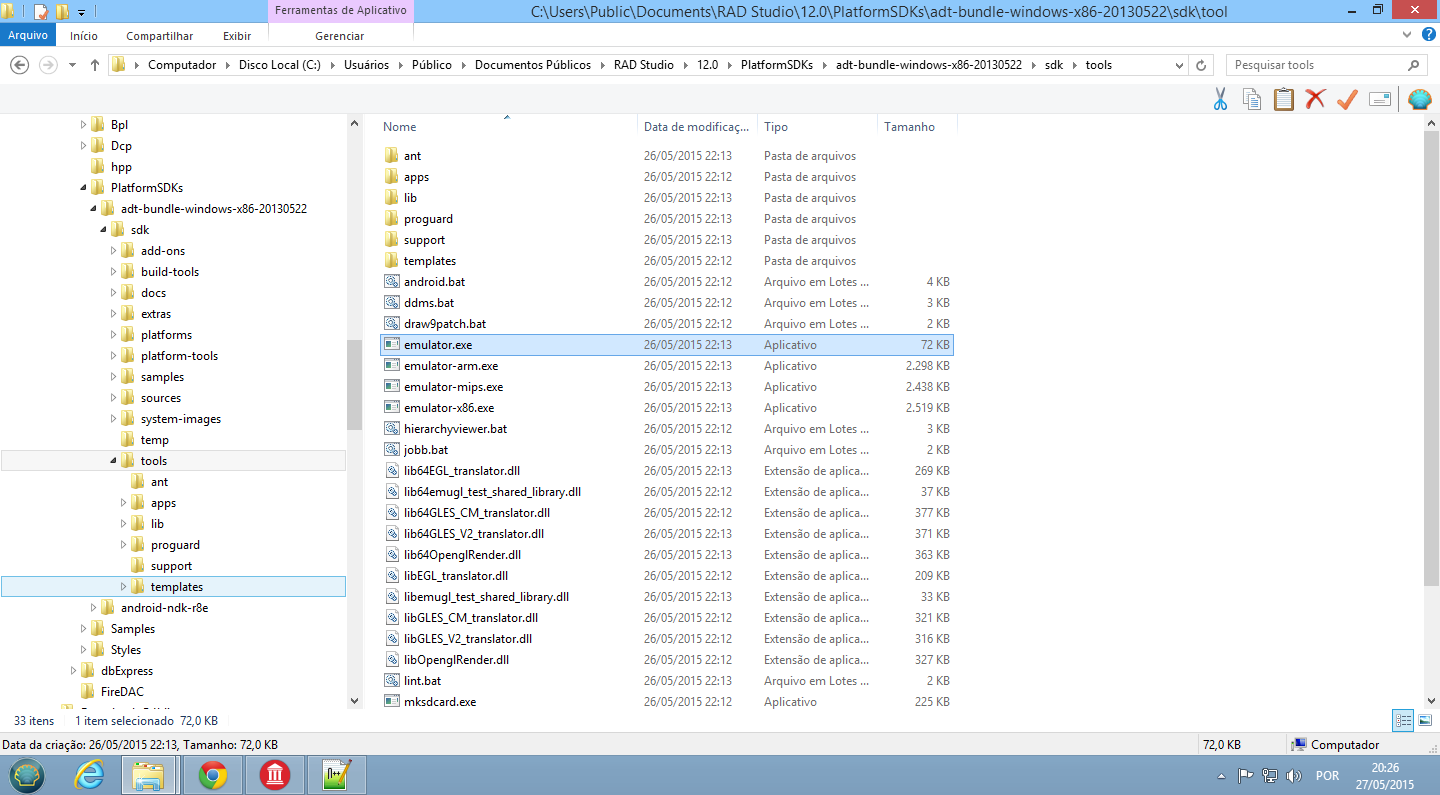 Ferramentas de Aplicativo
C:\Users\Public\Documents\RAD Studio\12.0\PlatformSDKs\adt-bundle-windows-x86-20130522\sdk\tool
Arquivo Início Compartilhar Exibir Gerenciar
Computador Disco Local (C:) Usuários Público Documentos Públicos RAD Studio 12.0 PlatformSDKs adt-bundle-windows-x86-20130522 sdk tools
Pesquisar tools
Bpl
Dcp
hpp
PlatformSDKs
adt-bundle-windows-x86-20130522
sdk
add-ons
build-tools
docs
extras
platforms
platform-tools
samples
sources
system-images
temp
tools
ant
apps
lib
proguard
support
templates
android-ndk-r8e
Samples
Styles
dbExpress
FireDAC
Nome Data de modificaç... Tipo Tamanho
ant 26/05/2015 22:13 Pasta de arquivos
apps 26/05/2015 22:12 Pasta de arquivos
lib 26/05/2015 22:13 Pasta de arquivos
proguard 26/05/2015 22:13 Pasta de arquivos
support 26/05/2015 22:13 Pasta de arquivos
templates 26/05/2015 22:12 Pasta de arquivos
android.bat 26/05/2015 22:12 Arquivo em Lotes ... 4 KB
ddms.bat 26/05/2015 22:12 Arquivo em Lotes ... 3 KB
draw9patch.bat 26/05/2015 22:12 Arquivo em Lotes ... 2 KB
emulator.exe 26/05/2015 22:13 Aplicativo 72 KB
emulator-arm.exe 26/05/2015 22:13 Aplicativo 2.298 KB
emulator-mips.exe 26/05/2015 22:13 Aplicativo 2.438 KB
emulator-x86.exe 26/05/2015 22:13 Aplicativo 2.519 KB
hierarchyviewer.bat 26/05/2015 22:12 Arquivo em Lotes ... 3 KB
jobb.bat 26/05/2015 22:13 Arquivo em Lotes ... 2 KB
lib64EGL_translator.dll 26/05/2015 22:13 Extensão de aplica... 269 KB
lib64emugl_test_shared_library.dll 26/05/2015 22:12 Extensão de aplica... 37 KB
lib64GLES_CM_translator.dll 26/05/2015 22:12 Extensão de aplica... 377 KB
lib64GLES_V2_translator.dll 26/05/2015 22:13 Extensão de aplica... 371 KB
lib64OpenglRender.dll 26/05/2015 22:13 Extensão de aplica... 363 KB
libEGL_translator.dll 26/05/2015 22:12 Extensão de aplica... 209 KB
libemugl_test_shared_library.dll 26/05/2015 22:12 Extensão de aplica... 33 KB
libGLES_CM_translator.dll 26/05/2015 22:12 Extensão de aplica... 321 KB
libGLES_V2_translator.dll 26/05/2015 22:12 Extensão de aplica... 316 KB
libOpenglRender.dll 26/05/2015 22:12 Extensão de aplica... 327 KB
lint.bat 26/05/2015 22:13 Arquivo em Lotes ... 2 KB
mksdcard.exe 26/05/2015 22:12 Aplicativo 225 KB
33 itens 1 item selecionado 72,0 KB
Data da criação: 26/05/2015 22:13, Tamanho: 72,0 KB 72,0 KB Computador
POR
20:26
27/05/2015